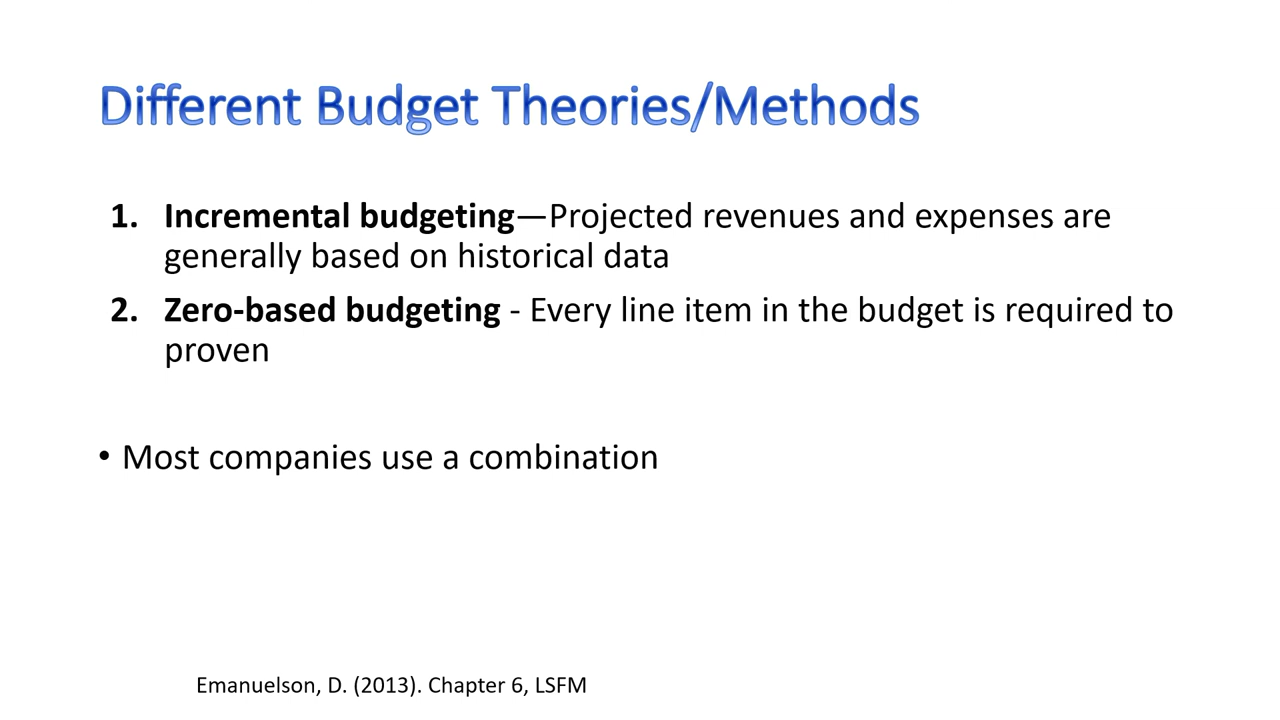 Different Budget Theories/Methods
1. Incremental budgeting—Projected revenues and expenses are
generally based on historical data
2. Zero-based budgeting - Every line item in the budget is required to
proven
• Most companies use a combination
Emanuelson, D. (2013). Chapter 6, LSFM